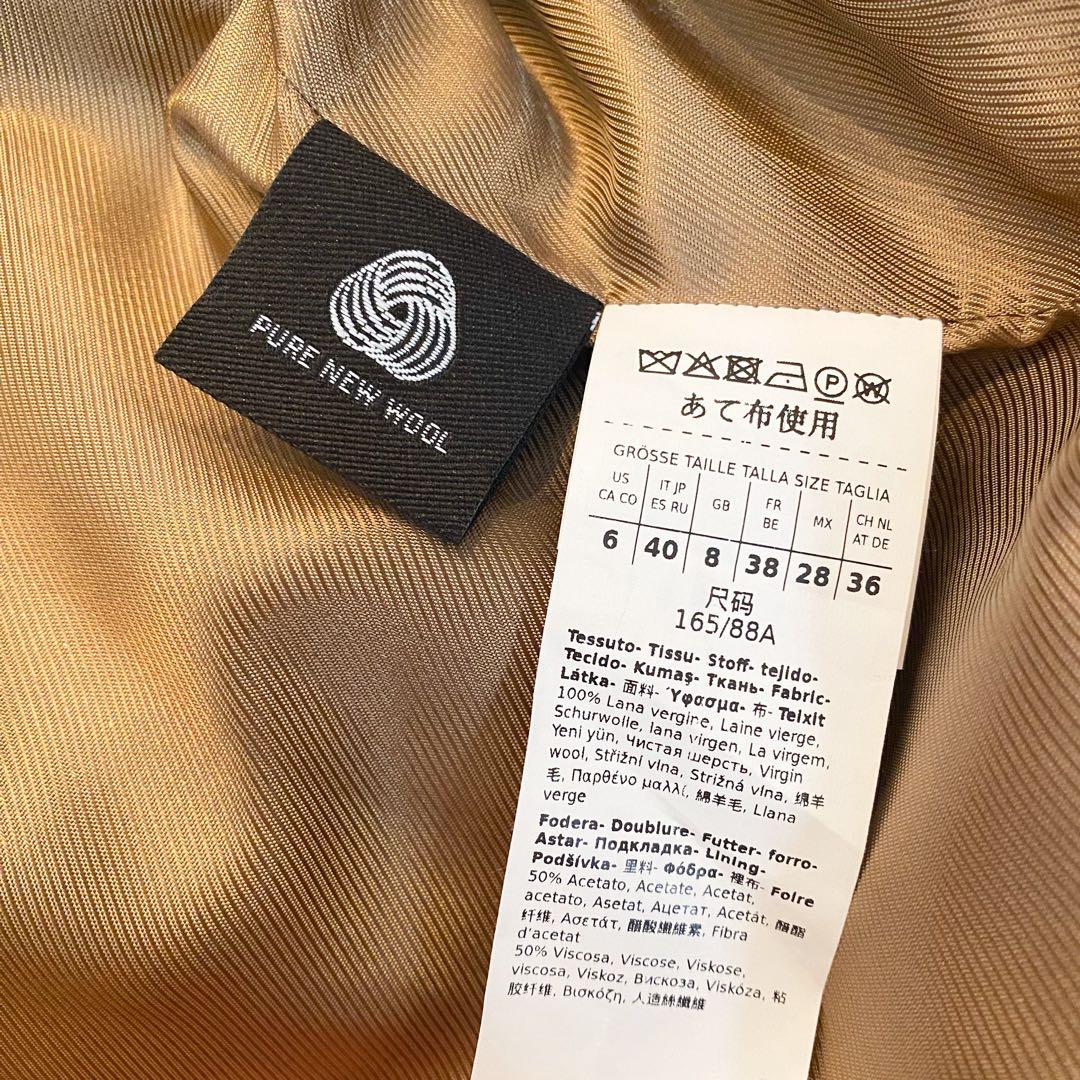 PURE NEW WOOL
P W
あて布使用
GRÖSSE TAILLE TALLA SIZE TAGLIA
US CA CO IT JP ES RU GB FR BE MX CH NL AT DE
6 40 8 38 28 36
尺码
165/88A
Tessuto- Tissu- Stoff- tejido-
Tecido- Kumaş- Ткань- Fabric-
Látka- 面料- Ύφασμα- 布- Teixit
100% Lana vergine, Laine vierge,
Schurwolle, lana virgen, La virgem,
Yeni yün, Чистая шерсть, Virgin
wool, Střižní vlna, Strižná vlna, 绵羊
毛, Παρθένο μαλλί, 綿羊毛, Llana
verge
Fodera- Doublure- Futter- forro-
Astar- Подкладка- Lining-
Podšívka- 里料- Φόδρα- 裡布- Folre
50% Acetato, Acetate, Acetat,
acetato, Asetat, Ацетат, Acetát, 醋酯
纤维, Ασετάτ, 醋酸纖維素, Fibra
d'acetat
50% Viscosa, Viscose, Viskose,
viscosa, Viskoz, Вискоза, Viskóza, 粘
胶纤维, Βισκόζη, 人造絲纖維